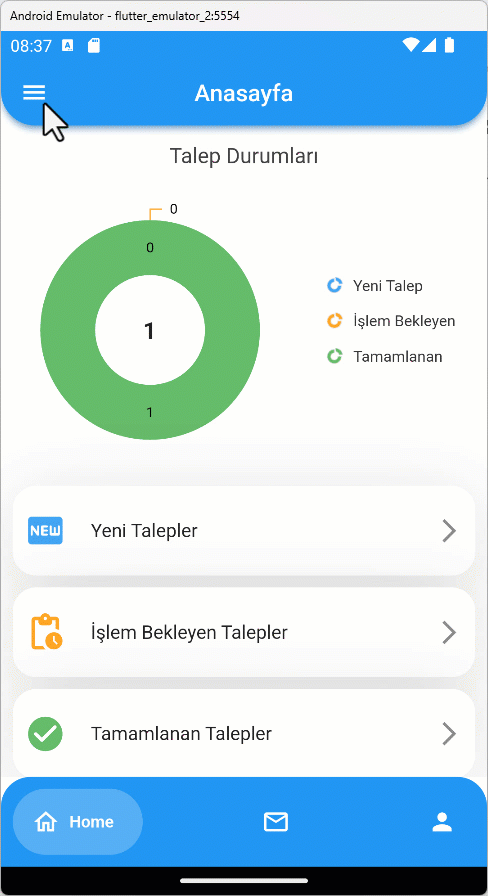 Android Emulator - flutter_emulator_2:5554
08:37 A
Anasayfa
Talep Durumları
0
0
1
1
Yeni Talep
İşlem Bekleyen
Tamamlanan
NEW Yeni Talepler
İşlem Bekleyen Talepler
Tamamlanan Talepler
Home